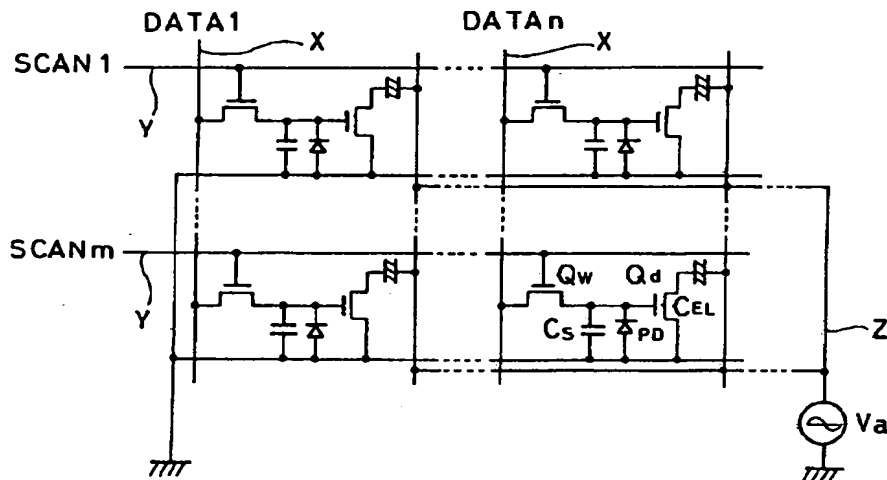 DATA1 X DATAn X
SCAN1
Y
SCANm
Qw Qd
Y CEL
Cs PD Z
Va